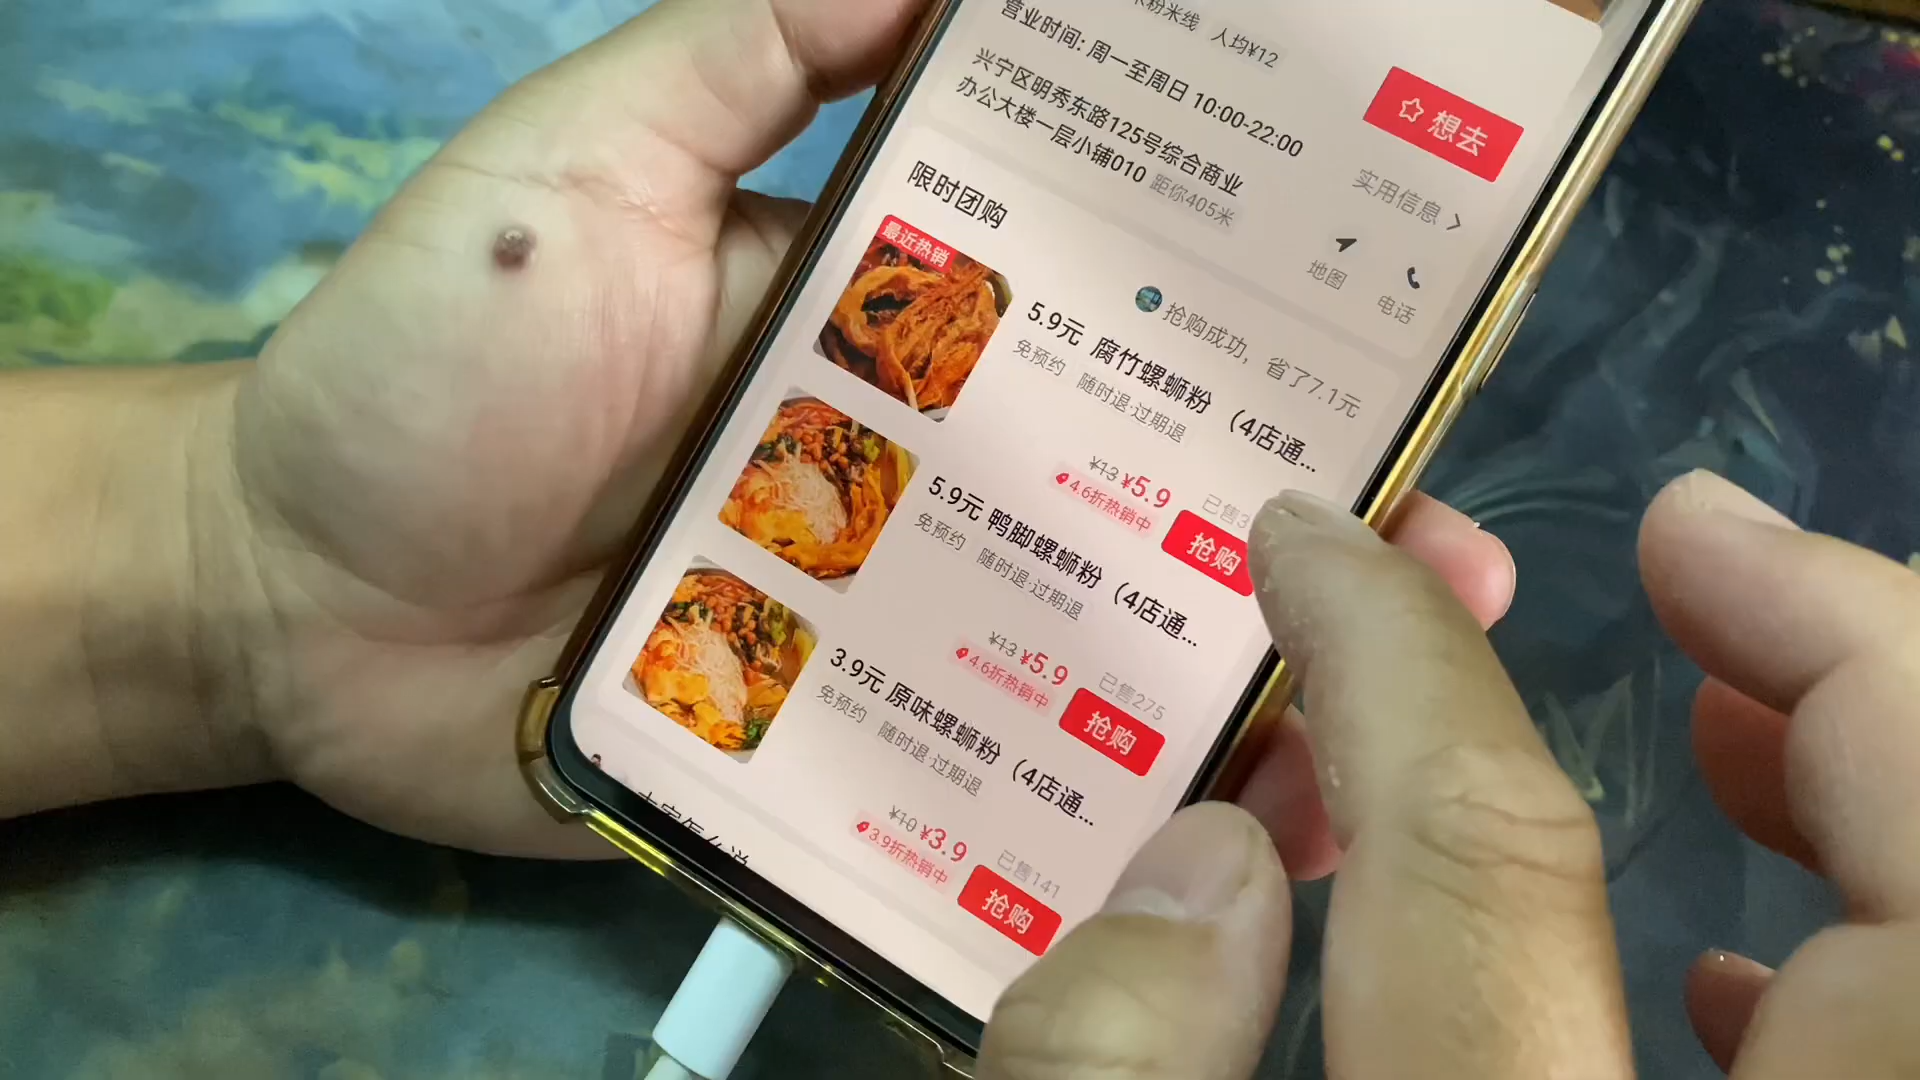 粉米线 人均¥12
营业时间: 周一至周日 10:00-22:00
兴宁区明秀东路125号综合商业
办公大楼一层小铺010 距你405米
想去
实用信息
地图
电话
限时团购
抢购成功，省了7.1元
最近热销
5.9元 腐竹螺蛳粉 （4店通...
免预约 随时退·过期退
¥13 ¥5.9 已售3
4.6折热销中
抢购
5.9元 鸭脚螺蛳粉（4店通...
免预约 随时退·过期退
¥13 ¥5.9 已售275
4.6折热销中
抢购
3.9元 原味螺蛳粉（4店通...
免预约 随时退·过期退
¥10 ¥3.9 已售141
3.9折热销中
抢购
大家怎么说